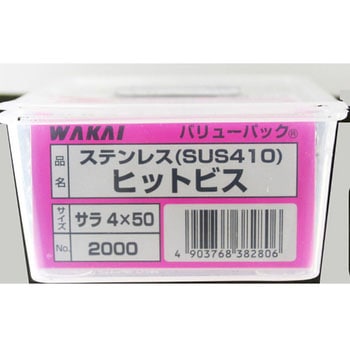 WAKAI バリューパック®
品名 ステンレス(SUS410)
ヒットビス
サイズ サラ 4×50
No. 2000
4 903768 382806